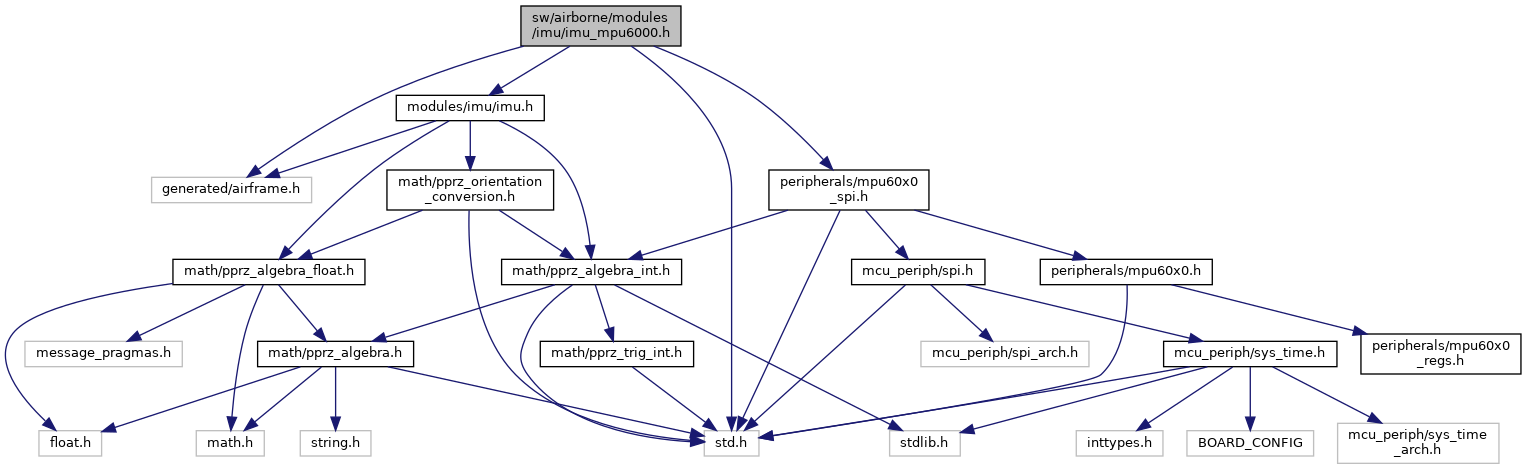 sw/airborne/modules
/imu/imu_mpu6000.h
modules/imu/imu.h
generated/airframe.h
math/pprz_orientation
_conversion.h
peripherals/mpu60x0
_spi.h
math/pprz_algebra_float.h
math/pprz_algebra_int.h
mcu_periph/spi.h
peripherals/mpu60x0.h
message_pragmas.h
math/pprz_algebra.h
math/pprz_trig_int.h
mcu_periph/spi_arch.h
mcu_periph/sys_time.h
peripherals/mpu60x0
_regs.h
float.h
math.h
string.h
std.h
stdlib.h
inttypes.h
BOARD_CONFIG
mcu_periph/sys_time
_arch.h